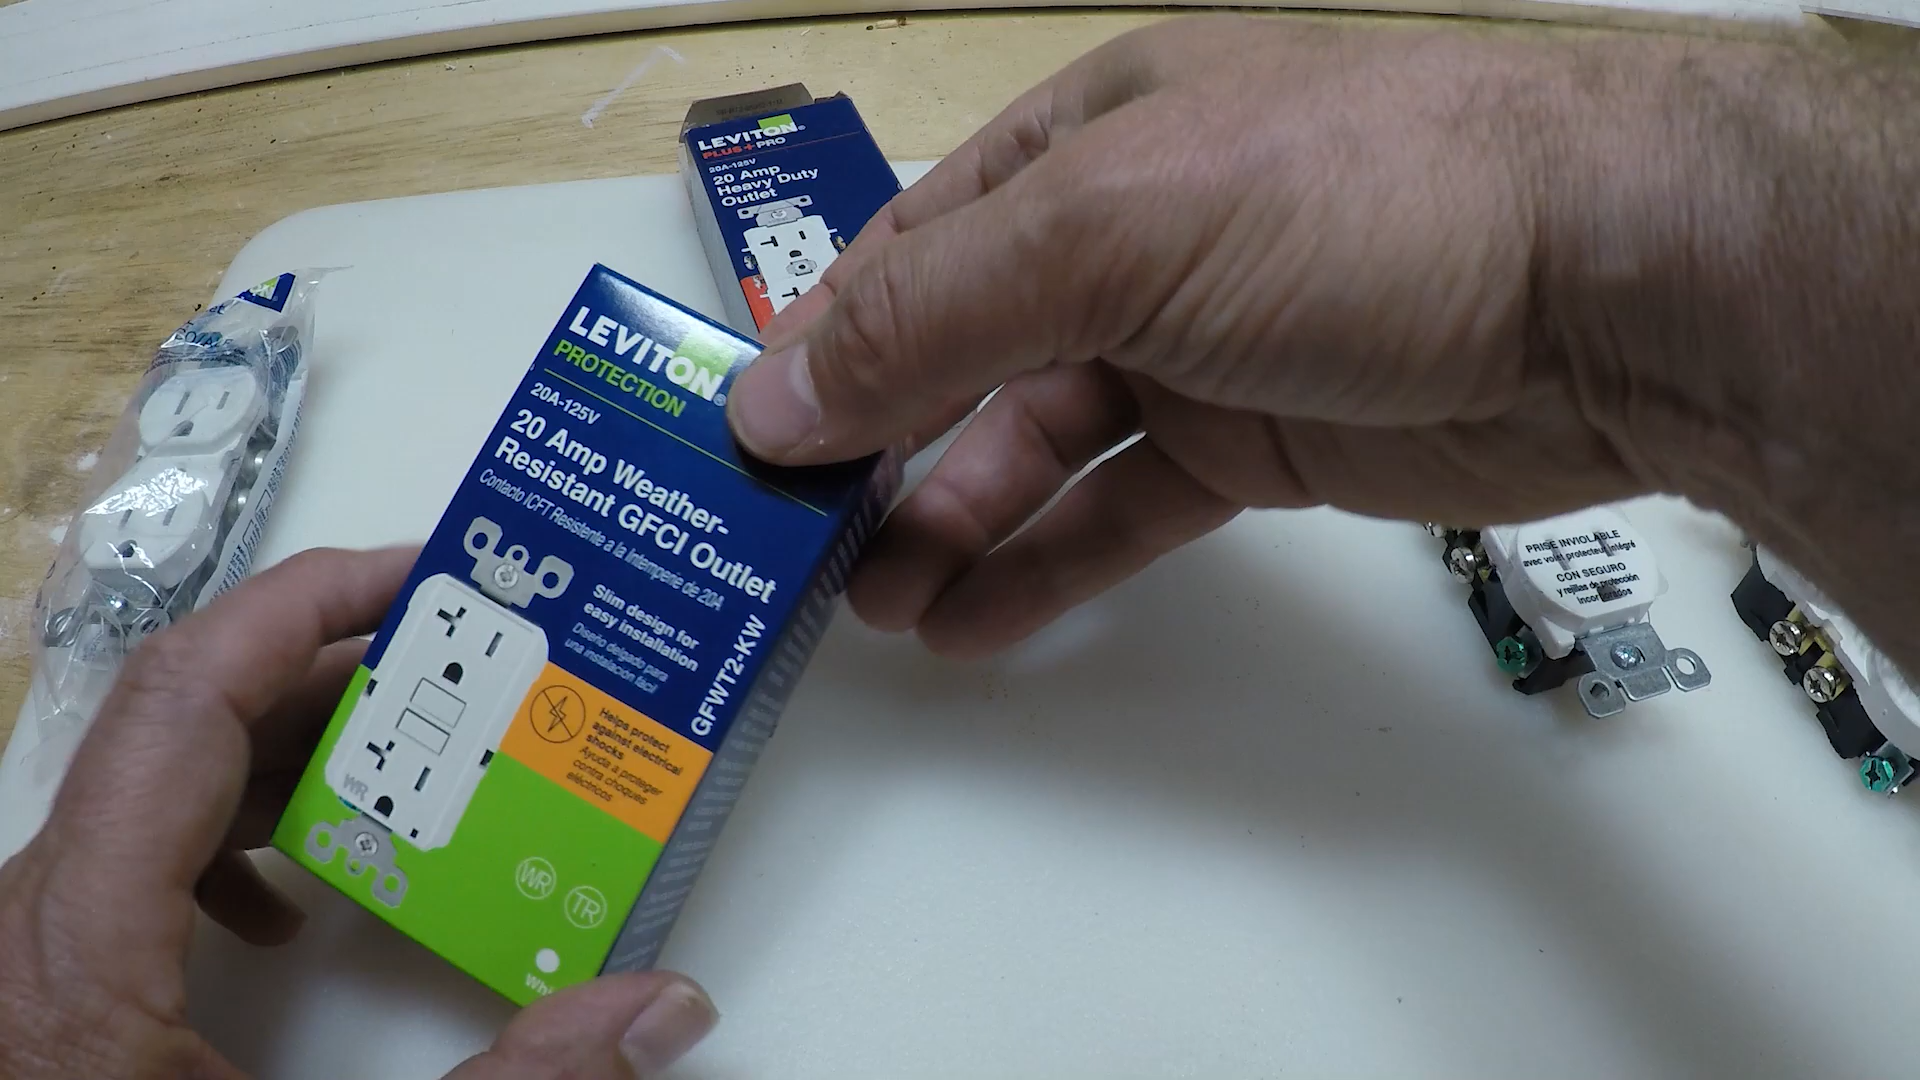 LEVITON®
PLUS+PRO
20A-125V
20 Amp
Heavy Duty
Outlet
LEVITON®
PROTECTION
20A-125V
20 Amp Weather-
Resistant GFCI Outlet
Contacto ICFT Resistente a la Intemperie de 20A
Slim design for
easy installation
Diseño delgado para
una instalación fácil
GFWT2-KW
Helps protect
against electrical
shocks
Ayuda a proteger
contra choques
eléctricos
WR
WR
TR
PRISE INVIOLABLE
avec volet protecteur intégré
CON SEGURO
y rejillas de protección
incorporados